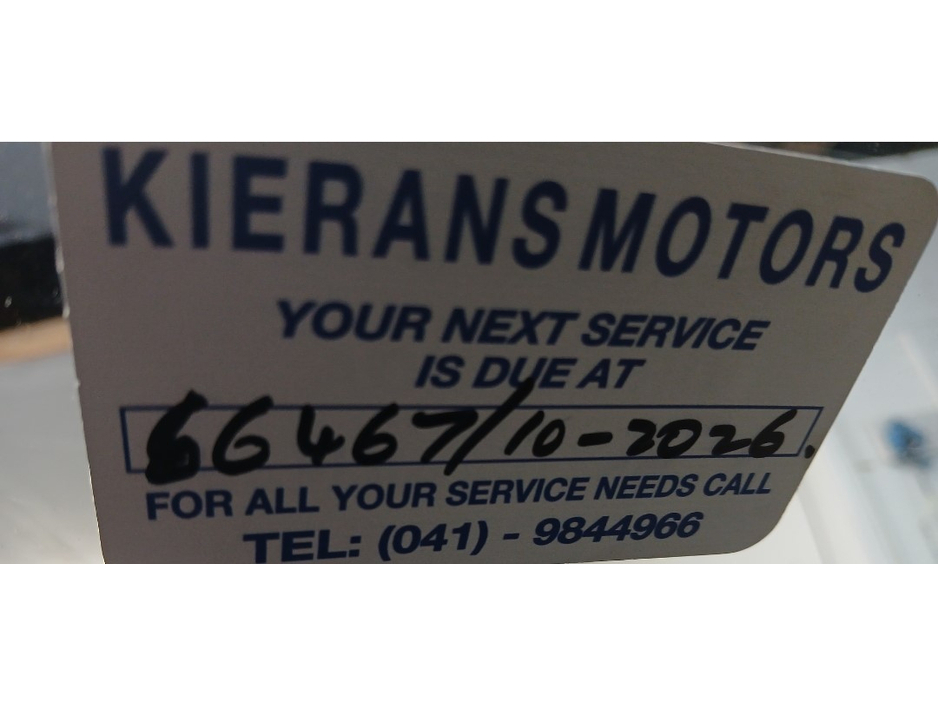 KIERANS MOTORS
YOUR NEXT SERVICE
IS DUE AT
66467/10-2026.
FOR ALL YOUR SERVICE NEEDS CALL
TEL: (041) - 9844966